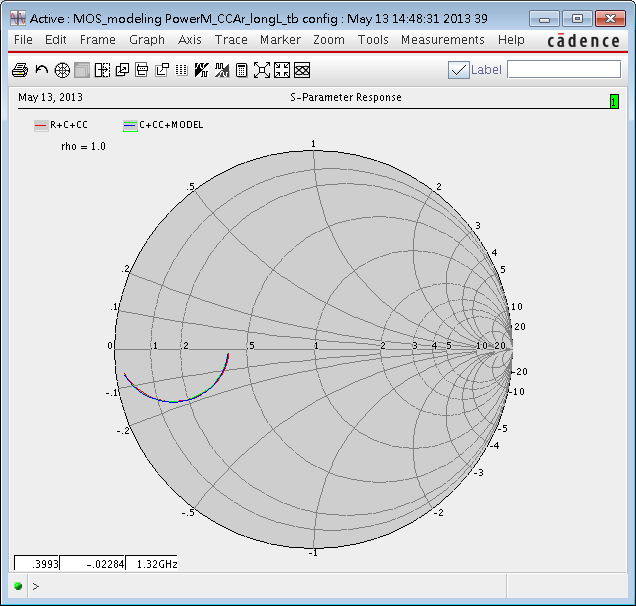 Active : MOS_modeling PowerM_CCAr_longL_tb config : May 13 14:48:31 2013 39
File Edit Frame Graph Axis Trace Marker Zoom Tools Measurements Help cādence
Label
May 13, 2013 S-Parameter Response 1
R+C+CC C+CC+MODEL
rho = 1.0
1
.5 2
3
4
.2 5
.1 10
20
0 .1 .2 .5 1 2 3 4 5 10 20
-20
-.1 -10
-.2 -5
-4
-3
-.5 -2
-1
.3993 -.02284 1.32GHz
>